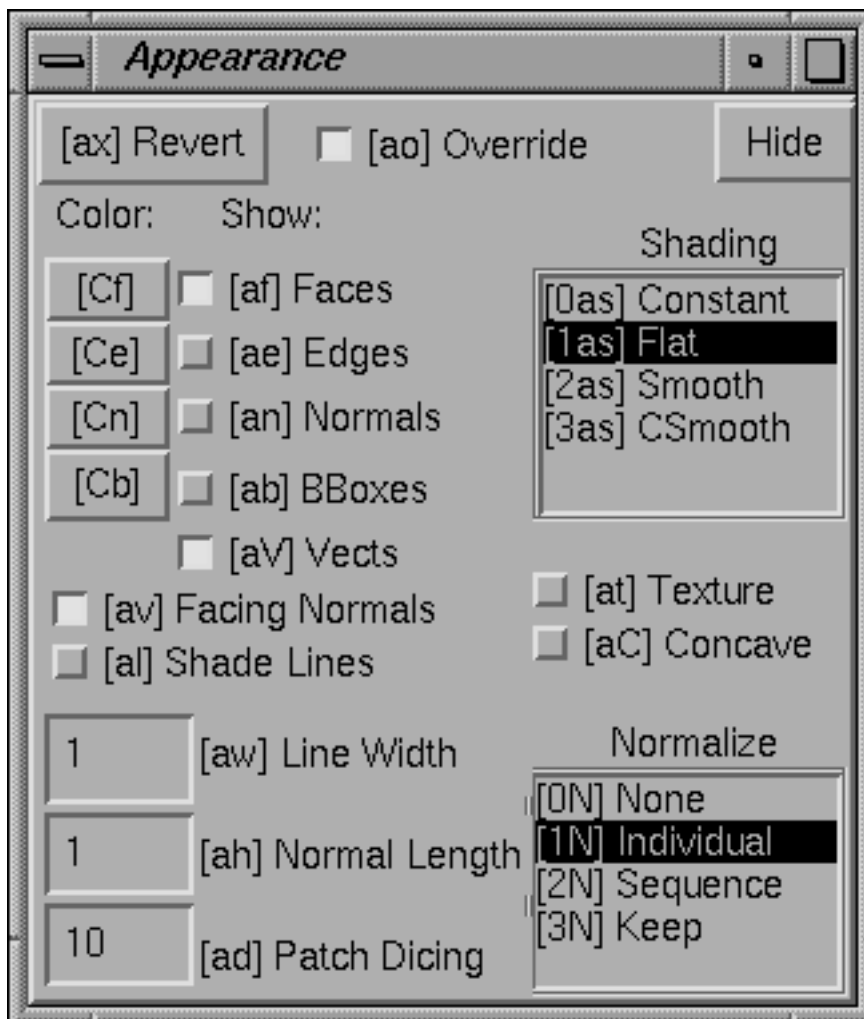 Appearance
[ax] Revert [ao] Override Hide
Color: Show:
Shading
[Cf] [af] Faces
[0as] Constant
[1as] Flat
[Ce] [ae] Edges
[2as] Smooth
[Cn] [an] Normals
[3as] CSmooth
[Cb] [ab] BBoxes
[aV] Vects
[av] Facing Normals
[at] Texture
[al] Shade Lines
[aC] Concave
1 [aw] Line Width
1 [ah] Normal Length
10 [ad] Patch Dicing
Normalize
[0N] None
[1N] Individual
[2N] Sequence
[3N] Keep